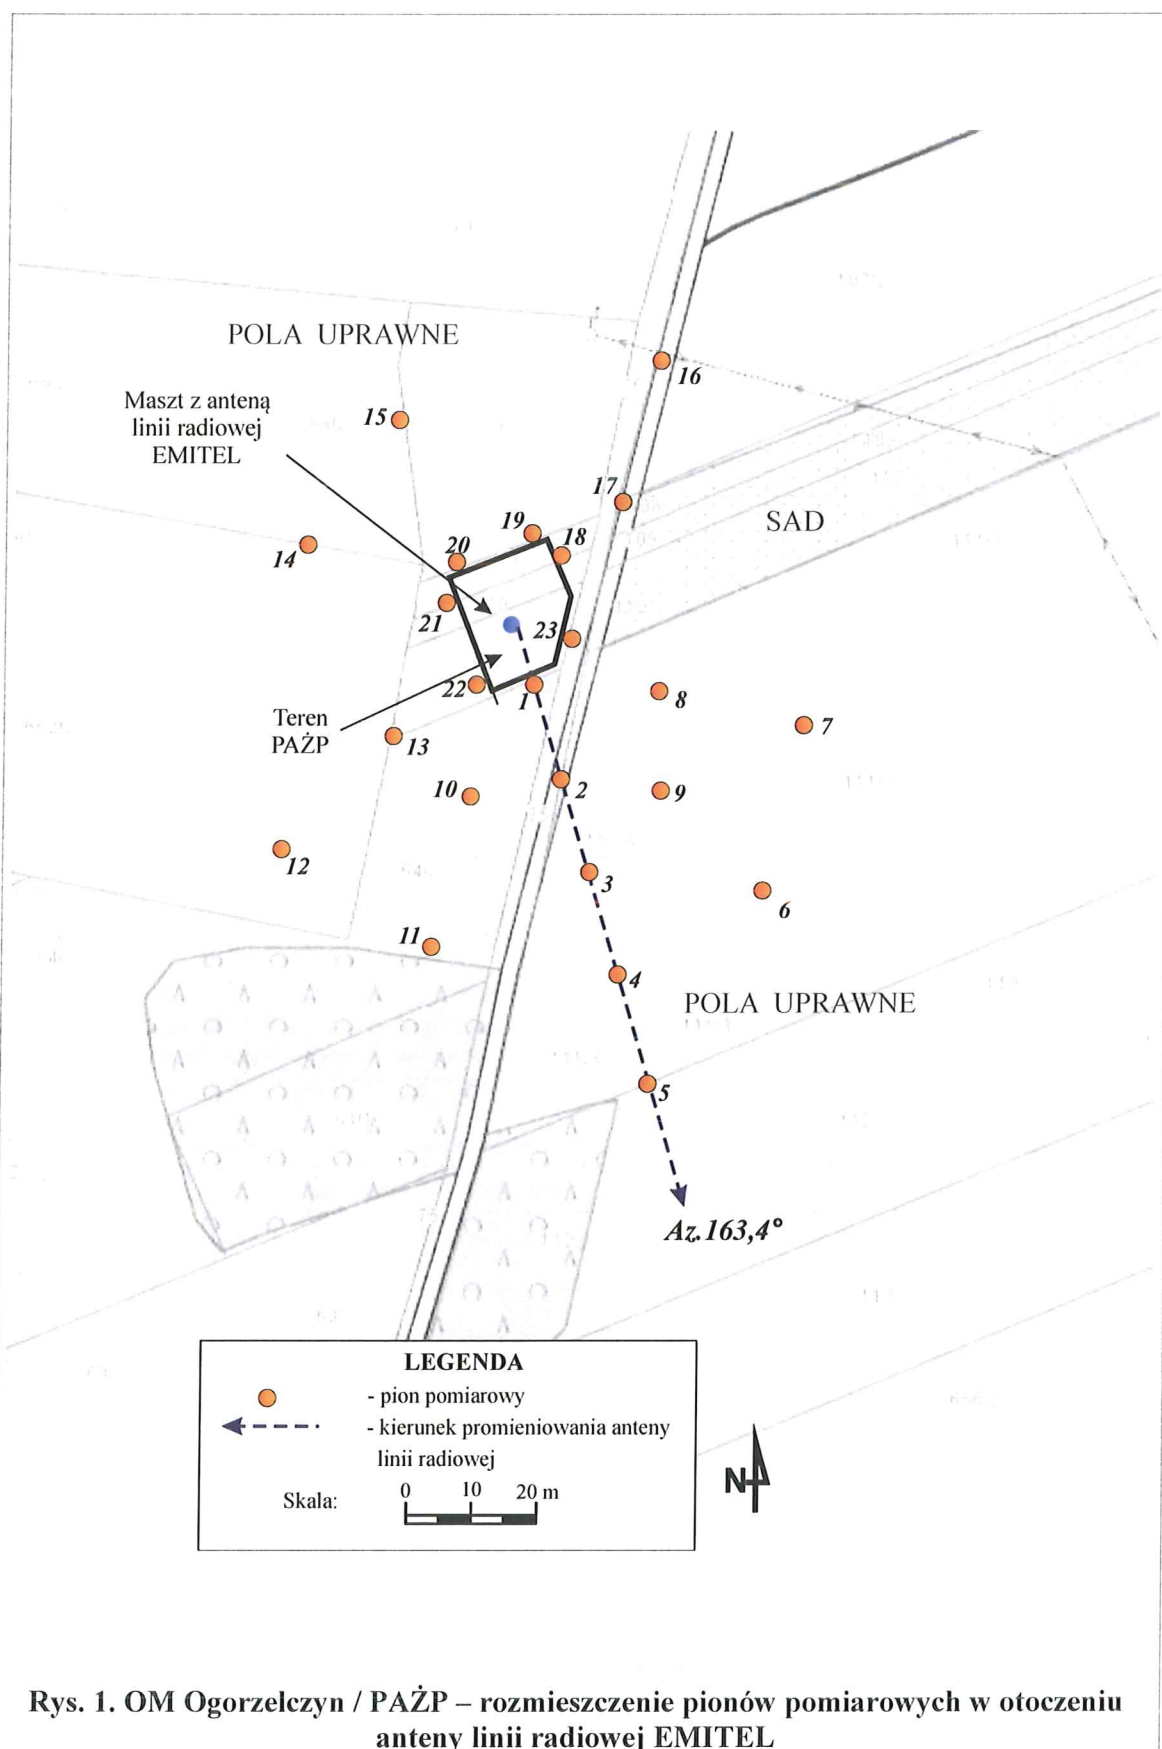 POLA UPRAWNE
16
Maszt z anteną
linii radiowej
EMITEL
15
17
SAD
19
18
20
14
21
23
22
1
8
7
Teren
PAŻP
13
10
2
9
12
3
6
11
4
POLA UPRAWNE
5
Az.163,4°
LEGENDA
- pion pomiarowy
- kierunek promieniowania anteny
linii radiowej
Skala:
0 10 20 m
N
Rys. 1. OM Ogorzelczyn / PAŻP – rozmieszczenie pionów pomiarowych w otoczeniu
anteny linii radiowej EMITEL